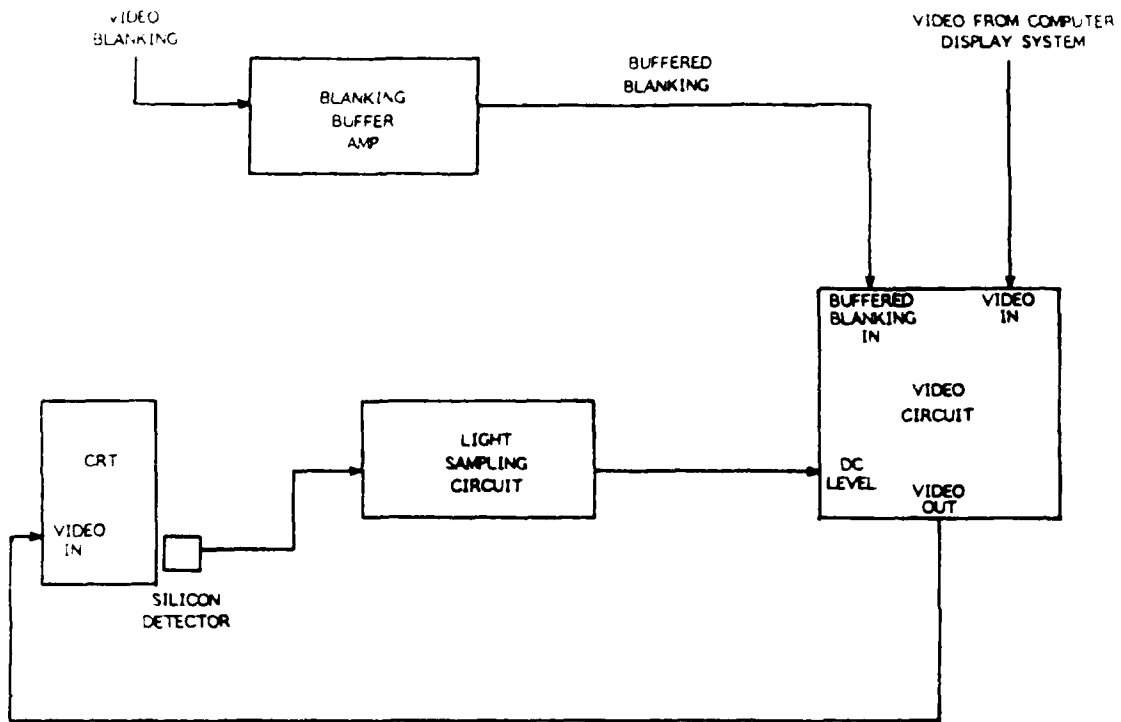 VIDEO
BLANKING
BLANKING
BUFFER
AMP
BUFFERED
BLANKING
VIDEO FROM COMPUTER
DISPLAY SYSTEM
BUFFERED
BLANKING
IN
VIDEO
IN
VIDEO
CIRCUIT
DC
LEVEL
VIDEO
OUT
CRT
VIDEO
IN
LIGHT
SAMPLING
CIRCUIT
SILICON
DETECTOR